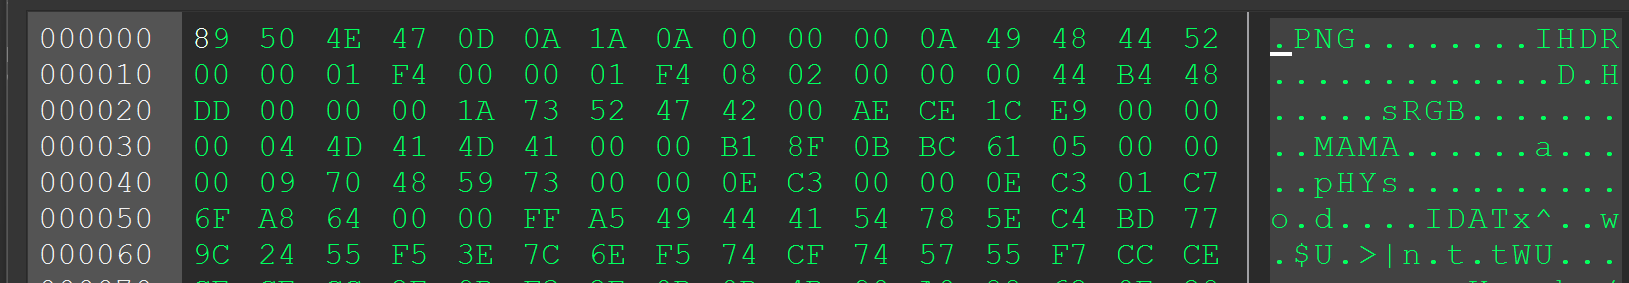 000000 89 50 4E 47 0D 0A 1A 0A 00 00 00 0A 49 48 44 52 .PNG........IHDR
000010 00 00 01 F4 00 00 01 F4 08 02 00 00 00 44 B4 48 .............D.H
000020 DD 00 00 00 1A 73 52 47 42 00 AE CE 1C E9 00 00 .....sRGB.......
000030 00 04 4D 41 4D 41 00 00 B1 8F 0B BC 61 05 00 00 ..MAMA......a...
000040 00 09 70 48 59 73 00 00 0E C3 00 00 0E C3 01 C7 ..pHYs..........
000050 6F A8 64 00 00 FF A5 49 44 41 54 78 5E C4 BD 77 o.d....IDATx^..w
000060 9C 24 55 F5 3E 7C 6E F5 74 CF 74 57 55 F7 CC CE .$U.>|n.t.tWU...